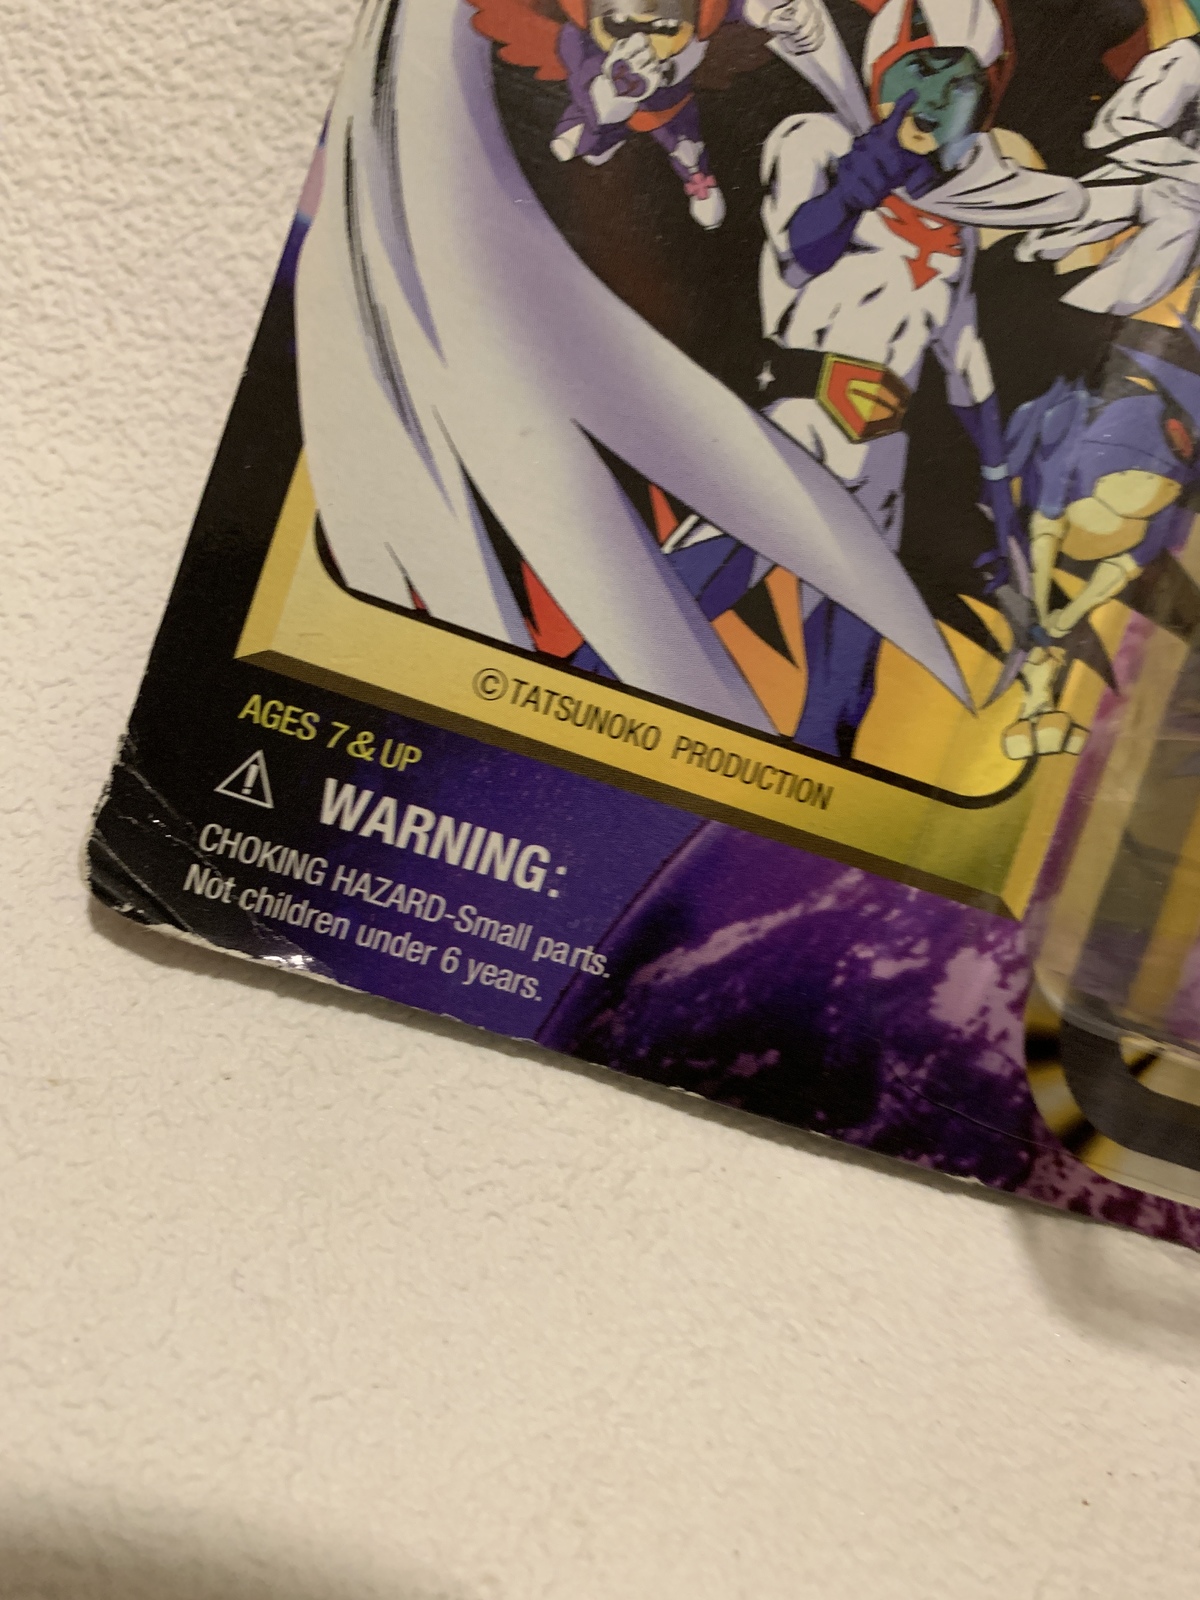 ©TATSUNOKO PRODUCTION
AGES 7 & UP
WARNING:
CHOKING HAZARD-Small parts.
Not children under 6 years.